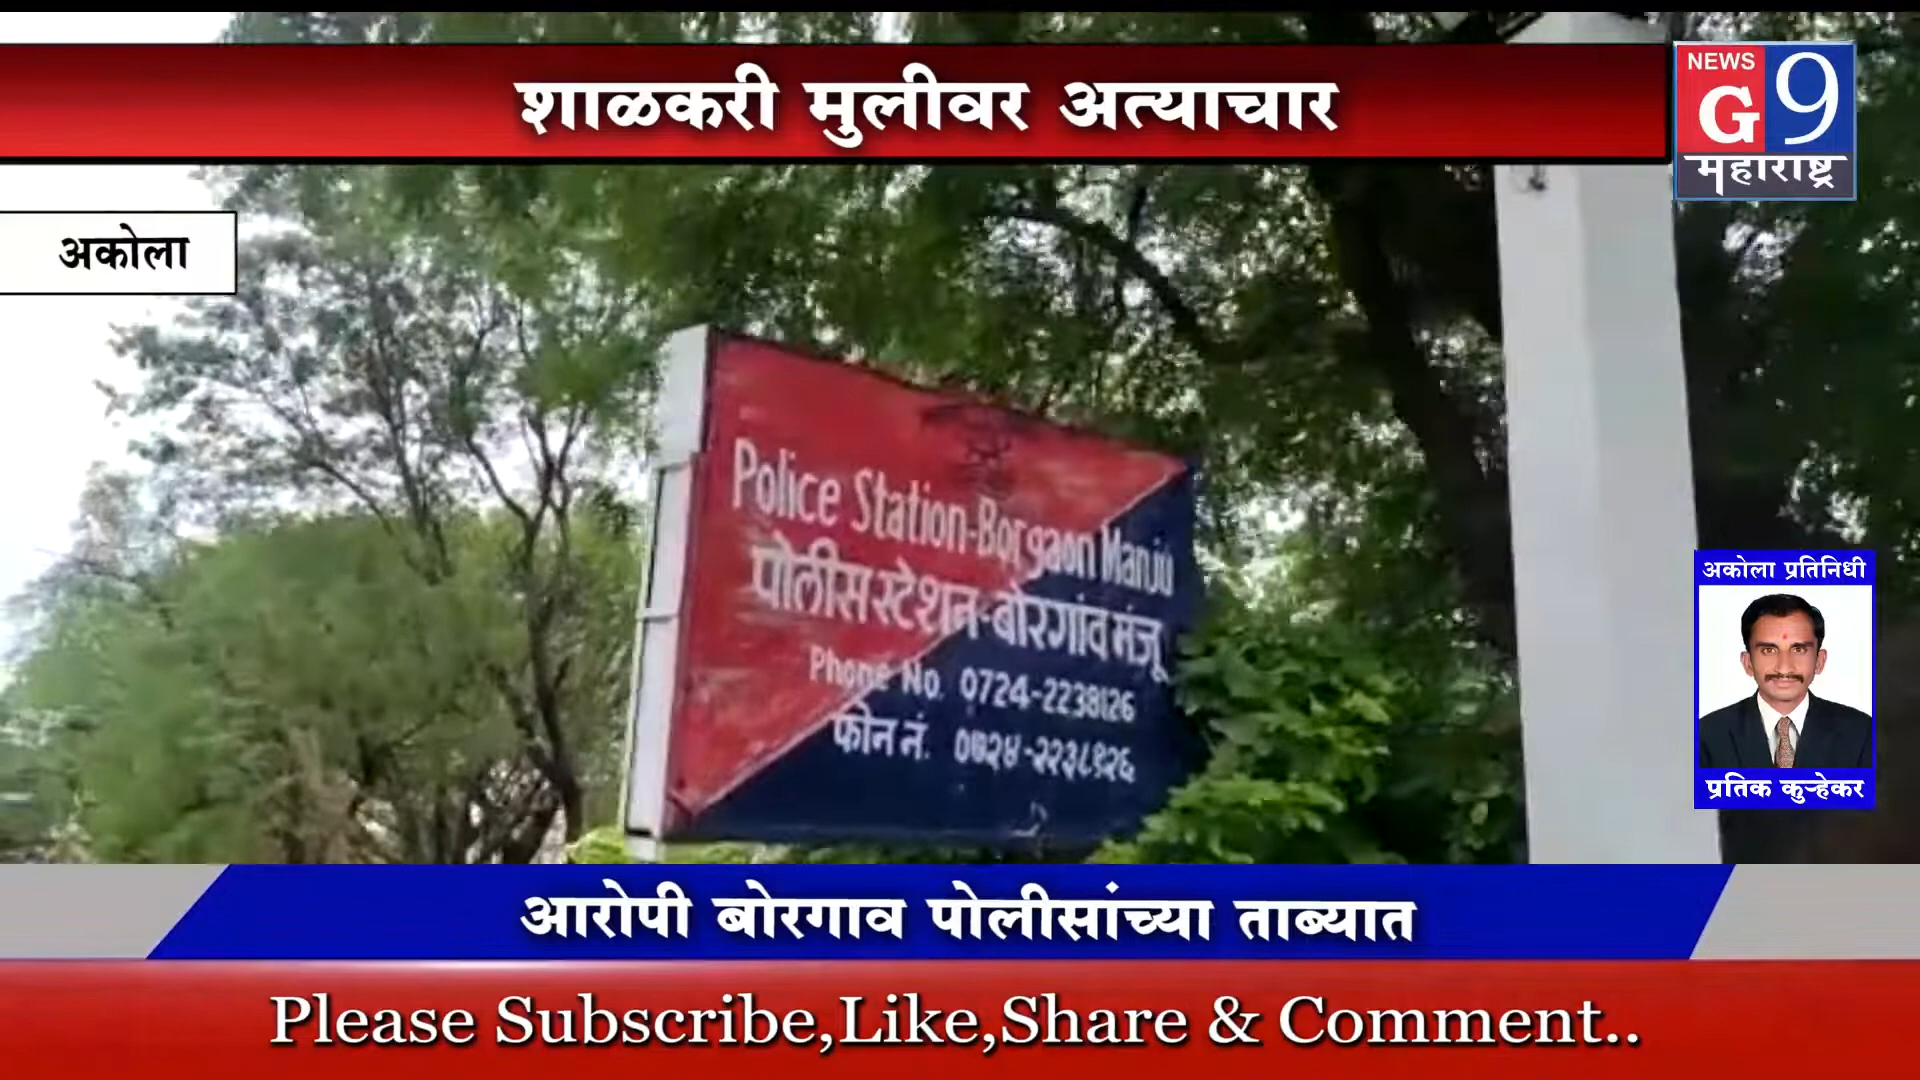 शाळकरी मुलीवर अत्याचार
NEWS
G9
महाराष्ट्र
अकोला
Police Station-Borgaon Manju
पोलीस स्टेशन-बोरगांव मंजू
Phone No. 0724-2238126
फोन नं. ०७२४-२२३८१२६
अकोला प्रतिनिधी
प्रतिक कुऱ्हेकर
आरोपी बोरगाव पोलीसांच्या ताब्यात
Please Subscribe,Like,Share & Comment..